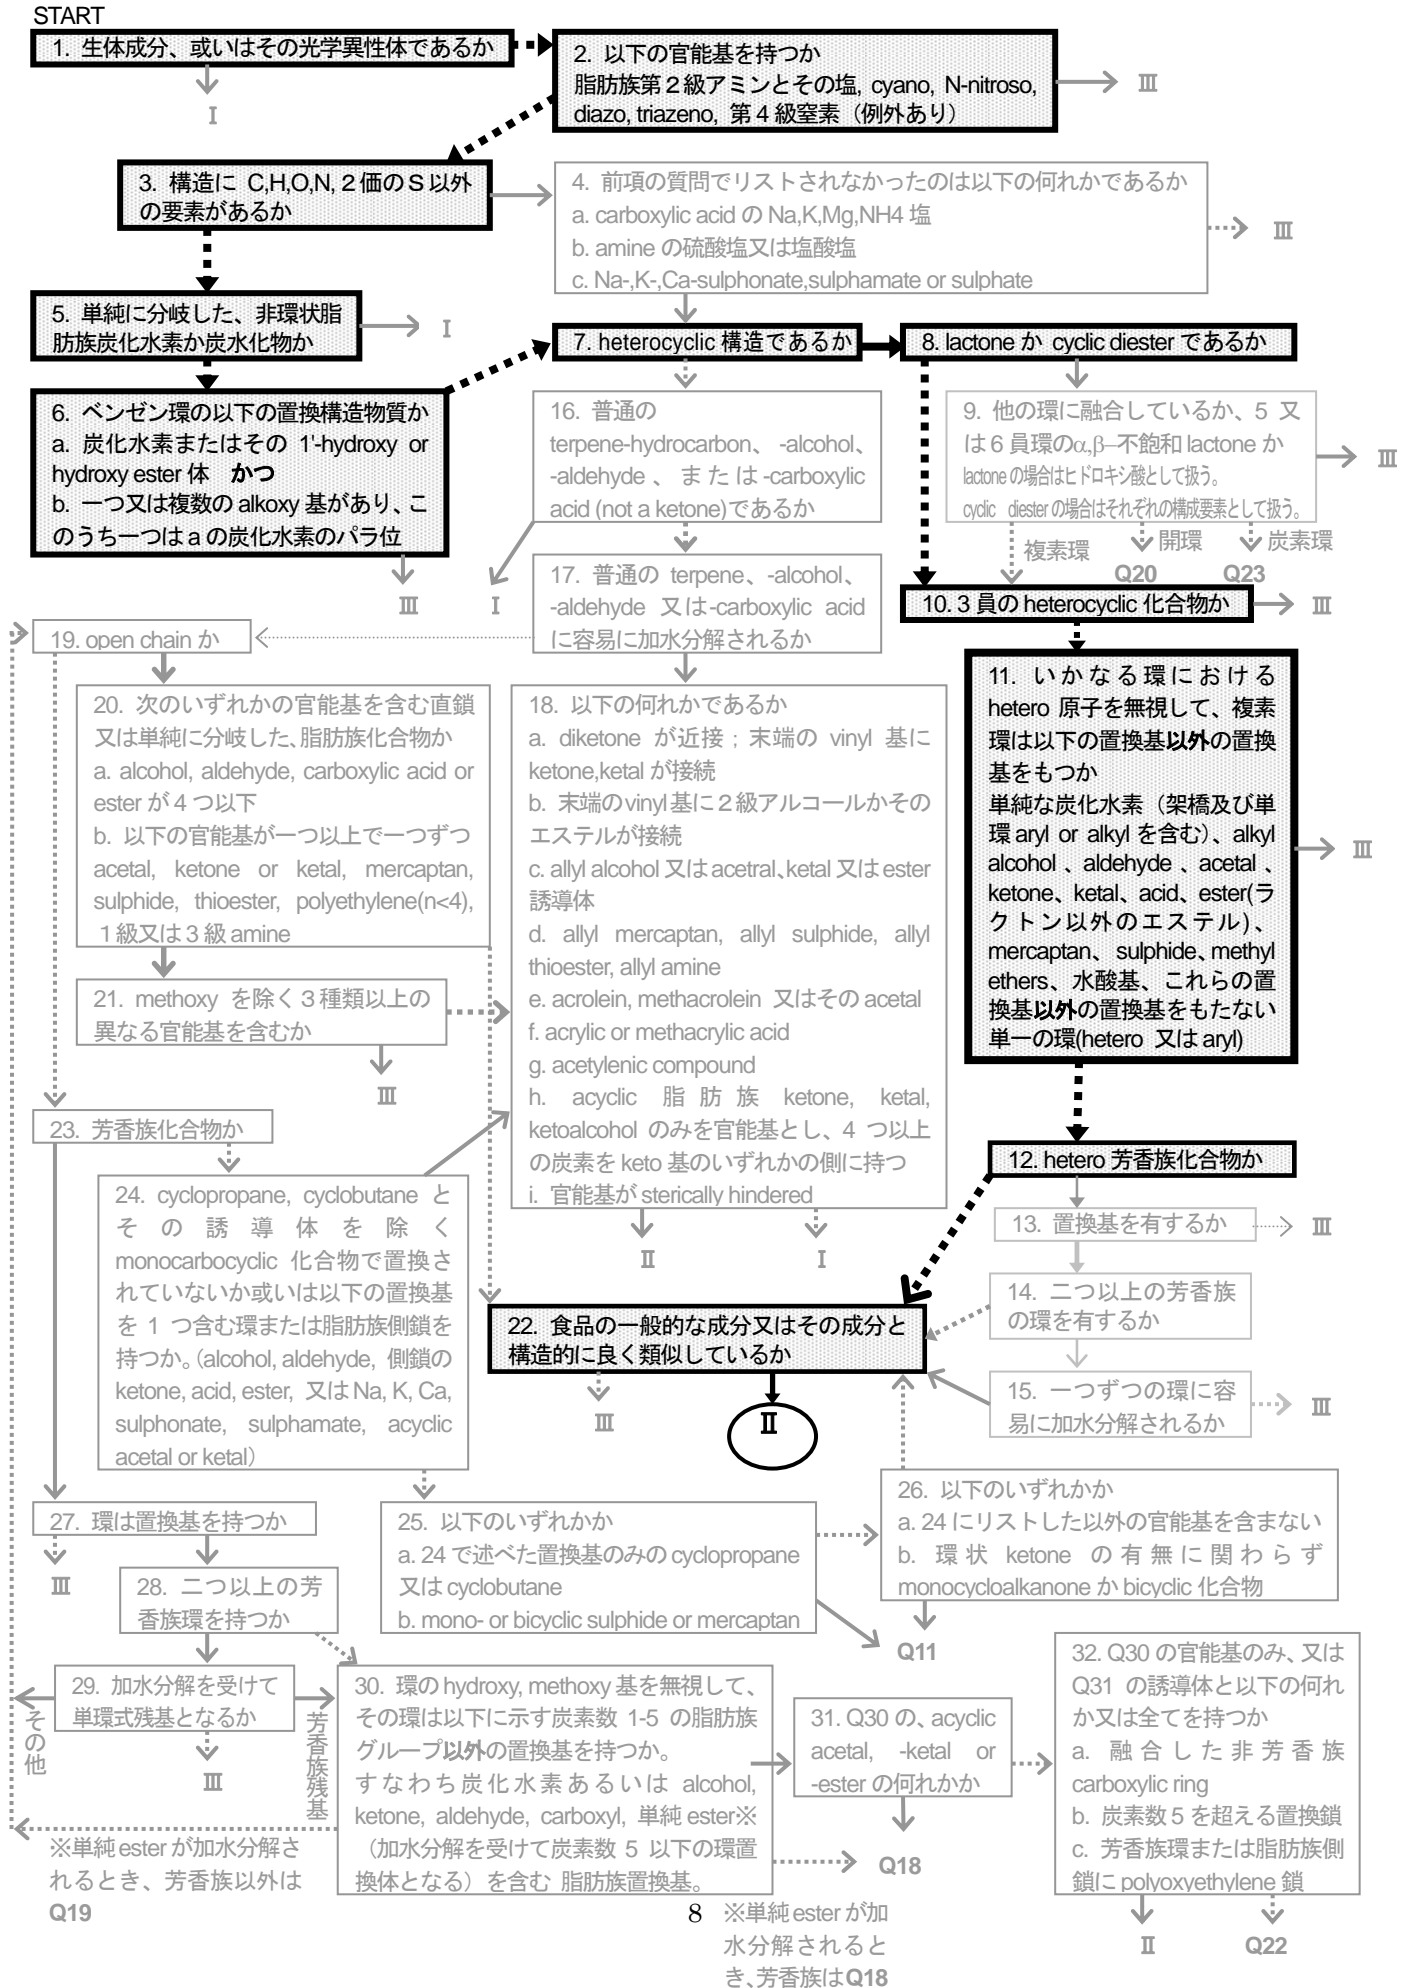 START
1. 生体成分、或いはその光学異性体であるか
I
2. 以下の官能基を持つか
脂肪族第2級アミンとその塩, cyano, N-nitroso,
diazo, triazeno, 第4級窒素（例外あり）
Ⅲ
3. 構造に C,H,O,N, 2価のS以外
の要素があるか
4. 前項の質問でリストされなかったのは以下の何れかであるか
a. carboxylic acid の Na,K,Mg,NH4 塩
b. amine の硫酸塩又は塩酸塩
c. Na-,K-,Ca-sulphonate,sulphamate or sulphate
Ⅲ
5. 単純に分岐した、非環状脂
肪族炭化水素か炭水化物か
I
6. ベンゼン環の以下の置換構造物質か
a. 炭化水素またはその 1'-hydroxy or
hydroxy ester 体 かつ
b. 一つ又は複数の alkoxy 基があり、こ
のうち一つは a の炭化水素のパラ位
Ⅲ
7. heterocyclic 構造であるか
8. lactone か cyclic diester であるか
9. 他の環に融合しているか、5 又
は 6 員環のα,β−不飽和 lactone か
lactone の場合はヒドロキシ酸として扱う。
cyclic diester の場合はそれぞれの構成要素として扱う。
Ⅲ
複素環
開環
炭素環
Q20
Q23
10. 3 員の heterocyclic 化合物か
Ⅲ
11. いかなる環における
hetero 原子を無視して、複素
環は以下の置換基以外の置換
基をもつか
単純な炭化水素（架橋及び単
環 aryl or alkyl を含む）、alkyl
alcohol 、aldehyde 、acetal 、
ketone、ketal、acid、ester(ラ
クトン以外のエステル)、
mercaptan、sulphide、methyl
ethers、水酸基、これらの置
換基以外の置換基をもたない
単一の環(hetero 又は aryl)
Ⅲ
12. hetero 芳香族化合物か
13. 置換基を有するか
Ⅲ
14. 二つ以上の芳香族
の環を有するか
15. 一つずつの環に容
易に加水分解されるか
Ⅲ
16. 普通の
terpene-hydrocarbon、-alcohol、
-aldehyde 、または-carboxylic
acid (not a ketone)であるか
I
17. 普通の terpene、-alcohol、
-aldehyde 又は-carboxylic acid
に容易に加水分解されるか
18. 以下の何れかであるか
a. diketone が近接；末端の vinyl 基に
ketone,ketal が接続
b. 末端の vinyl 基に2級アルコールかその
エステルが接続
c. allyl alcohol 又は acetral、ketal 又は ester
誘導体
d. allyl mercaptan, allyl sulphide, allyl
thioester, allyl amine
e. acrolein, methacrolein 又はその acetal
f. acrylic or methacrylic acid
g. acetylenic compound
h. acyclic 脂肪族 ketone, ketal,
ketoalcohol のみを官能基とし、4 つ以上
の炭素を keto 基のいずれかの側に持つ
i. 官能基が sterically hindered
Ⅱ
I
19. open chain か
20. 次のいずれかの官能基を含む直鎖
又は単純に分岐した、脂肪族化合物か
a. alcohol, aldehyde, carboxylic acid or
ester が 4 つ以下
b. 以下の官能基が一つ以上で一つずつ
acetal, ketone or ketal, mercaptan,
sulphide, thioester, polyethylene(n<4),
1級又は3級 amine
21. methoxy を除く3種類以上の
異なる官能基を含むか
Ⅲ
22. 食品の一般的な成分又はその成分と
構造的に良く類似しているか
Ⅲ
Ⅱ
23. 芳香族化合物か
24. cyclopropane, cyclobutane と
その誘導体を除く
monocarbocyclic 化合物で置換さ
れていないか或いは以下の置換基
を 1 つ含む環または脂肪族側鎖を
持つか。（alcohol, aldehyde, 側鎖の
ketone, acid, ester, 又は Na, K, Ca,
sulphonate, sulphamate, acyclic
acetal or ketal）
25. 以下のいずれかか
a. 24 で述べた置換基のみの cyclopropane
又は cyclobutane
b. mono- or bicyclic sulphide or mercaptan
Q11
26. 以下のいずれかか
a. 24 にリストした以外の官能基を含まない
b. 環状 ketone の有無に関わらず
monocycloalkanone か bicyclic 化合物
27. 環は置換基を持つか
Ⅲ
28. 二つ以上の芳
香族環を持つか
29. 加水分解を受けて
単環式残基となるか
その他
芳香族残基
Ⅲ
30. 環の hydroxy, methoxy 基を無視して、
その環は以下に示す炭素数 1-5 の脂肪族
グループ以外の置換基を持つか。
すなわち炭化水素あるいは alcohol,
ketone, aldehyde, carboxyl, 単純 ester※
（加水分解を受けて炭素数 5 以下の環置
換体となる）を含む 脂肪族置換基。
31. Q30 の、acyclic
acetal, -ketal or
-ester の何れかか
Q18
32. Q30 の官能基のみ、又は
Q31 の誘導体と以下の何れ
か又は全てを持つか
a. 融合した非芳香族
carboxylic ring
b. 炭素数 5 を超える置換鎖
c. 芳香族環または脂肪族側
鎖に polyoxyethylene 鎖
Ⅱ
Q22
※単純 ester が加水分解さ
れるとき、芳香族以外は
Q19
8
※単純 ester が加
水分解されると
き、芳香族は Q18